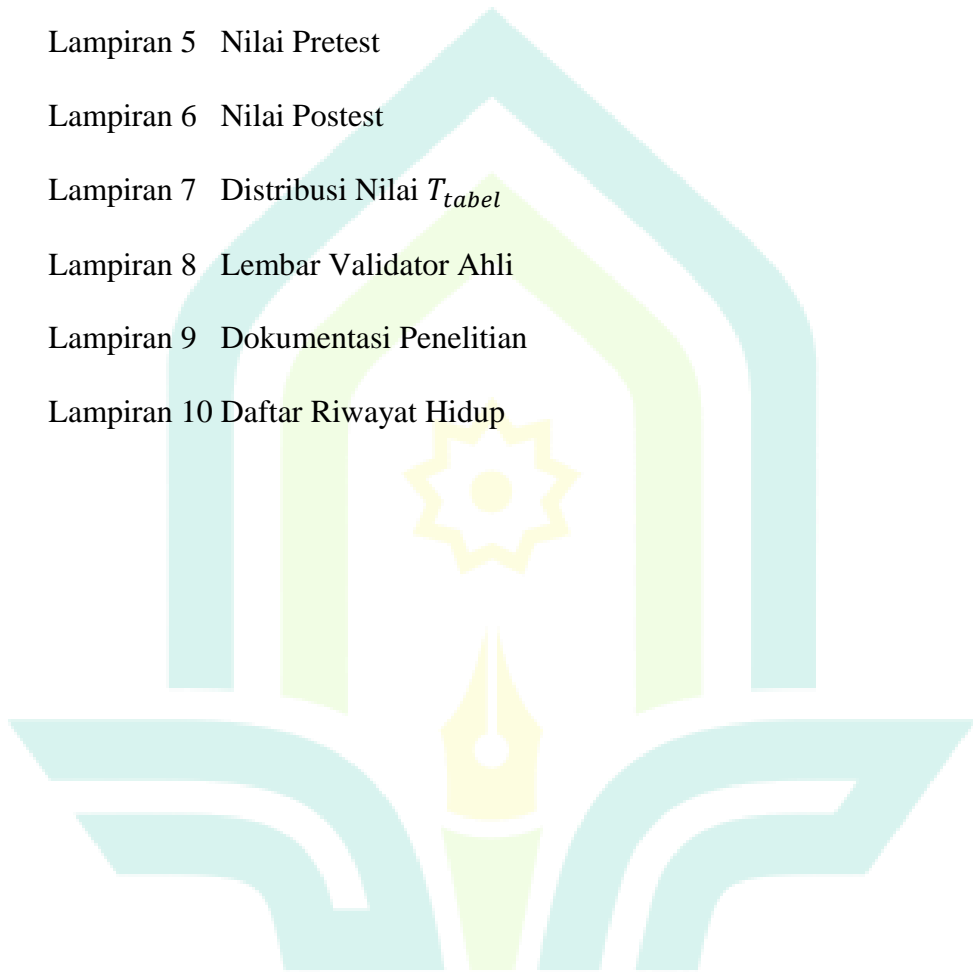 Lampiran 5 Nilai Pretest
Lampiran 6 Nilai Postest
Lampiran 7 Distribusi Nilai T_tabel
Lampiran 8 Lembar Validator Ahli
Lampiran 9 Dokumentasi Penelitian
Lampiran 10 Daftar Riwayat Hidup